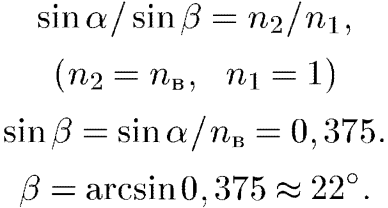 sin α/ sin β = n₂/n₁,
(n₂ = nв, n₁ = 1)
sin β = sin α/nв = 0, 375.
β = arcsin 0, 375 ≈ 22°.